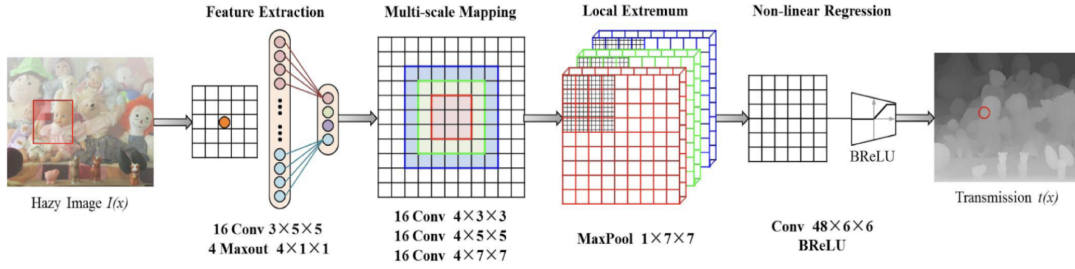 Feature Extraction
Multi-scale Mapping
Local Extremum
Non-linear Regression
BReLU
Hazy Image I(x)
Transmission t(x)
16 Conv 3×5×5
4 Maxout 4×1×1
16 Conv 4×3×3
16 Conv 4×5×5
16 Conv 4×7×7
MaxPool 1×7×7
Conv 48×6×6
BReLU